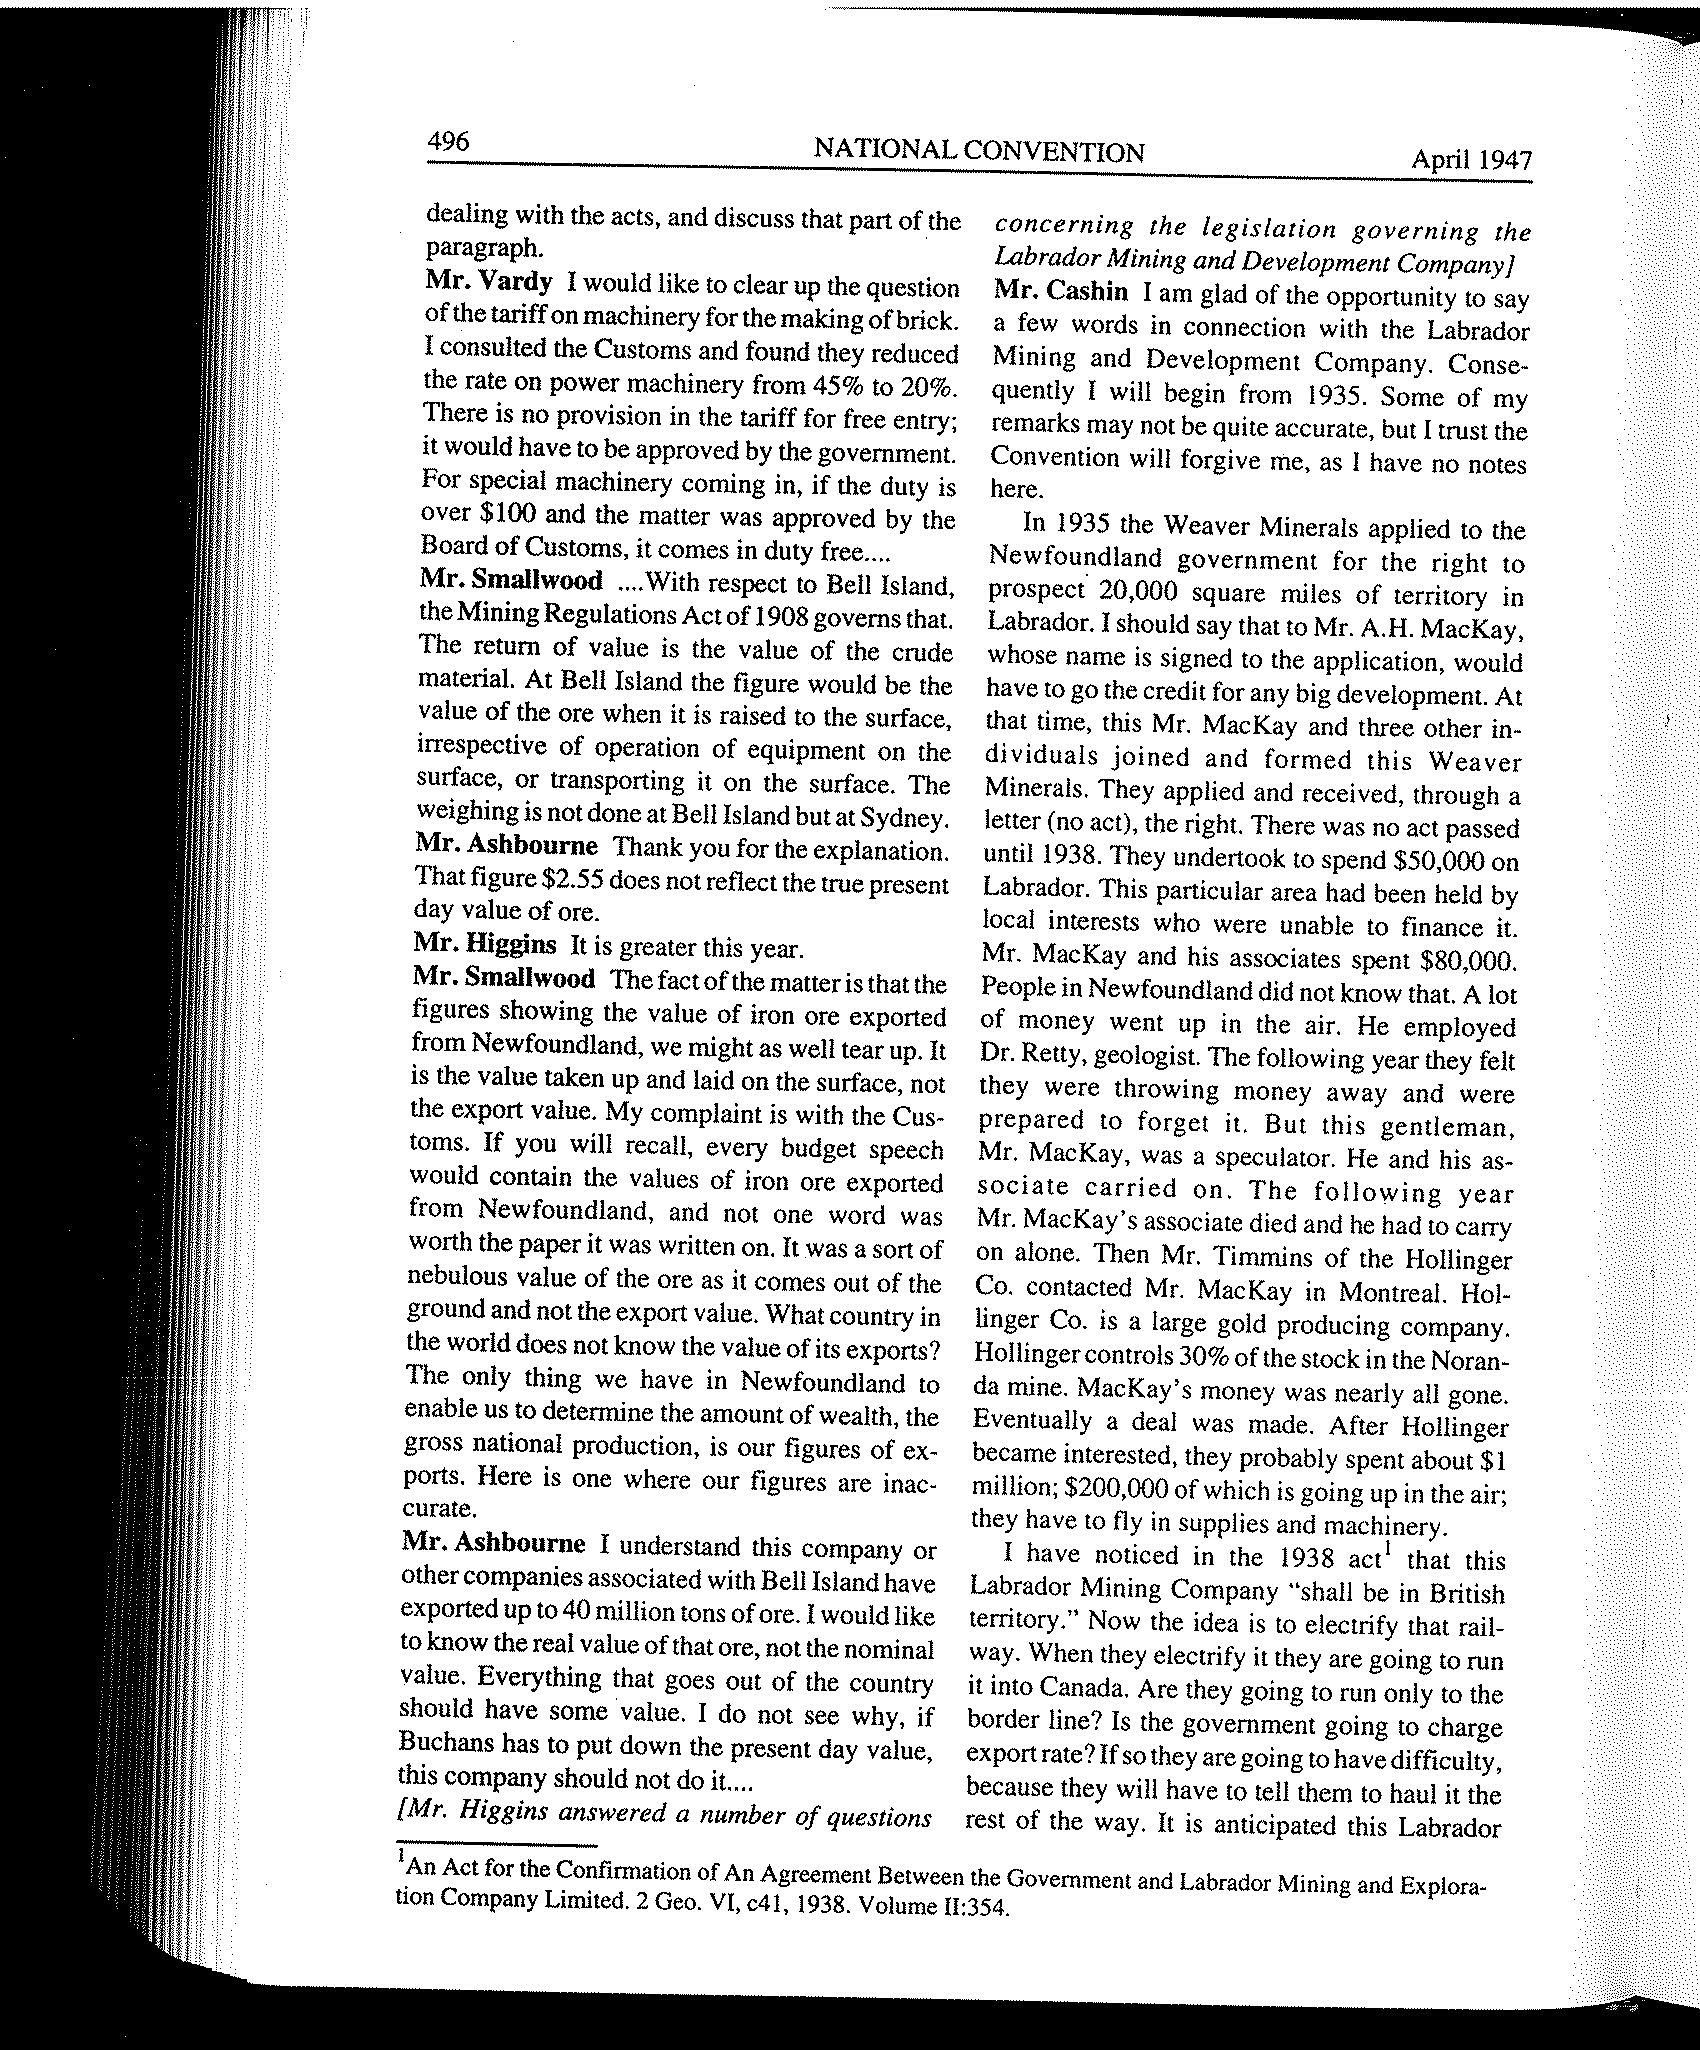 496
NATIONAL CONVENTION
April 1947
dealing with the acts, and discuss that part of the
paragraph.
Mr. Vardy I would like to clear up the question
of the tariff on machinery for the making of brick.
I consulted the Customs and found they reduced
the rate on power machinery from 45% to 20%.
There is no provision in the tariff for free entry;
it would have to be approved by the government.
For special machinery coming in, if the duty is
over $100 and the matter was approved by the
Board of Customs, it comes in duty free....
Mr. Smallwood ....With respect to Bell Island,
the Mining Regulations Act of 1908 governs that.
The return of value is the value of the crude
material. At Bell Island the figure would be the
value of the ore when it is raised to the surface,
irrespective of operation of equipment on the
surface, or transporting it on the surface. The
weighing is not done at Bell Island but at Sydney.
Mr. Ashbourne Thank you for the explanation.
That figure $2.55 does not reflect the true present
day value of ore.
Mr. Higgins It is greater this year.
Mr. Smallwood The fact of the matter is that the
figures showing the value of iron ore exported
from Newfoundland, we might as well tear up. It
is the value taken up and laid on the surface, not
the export value. My complaint is with the Cus-
toms. If you will recall, every budget speech
would contain the values of iron ore exported
from Newfoundland, and not one word was
worth the paper it was written on. It was a sort of
nebulous value of the ore as it comes out of the
ground and not the export value. What country in
the world does not know the value of its exports?
The only thing we have in Newfoundland to
enable us to determine the amount of wealth, the
gross national production, is our figures of ex-
ports. Here is one where our figures are inac-
curate.
Mr. Ashbourne I understand this company or
other companies associated with Bell Island have
exported up to 40 million tons of ore. I would like
to know the real value of that ore, not the nominal
value. Everything that goes out of the country
should have some value. I do not see why, if
Buchans has to put down the present day value,
this company should not do it....
[Mr. Higgins answered a number of questions
concerning the legislation governing the
Labrador Mining and Development Company]
Mr. Cashin I am glad of the opportunity to say
a few words in connection with the Labrador
Mining and Development Company. Conse-
quently I will begin from 1935. Some of my
remarks may not be quite accurate, but I trust the
Convention will forgive me, as I have no notes
here.
In 1935 the Weaver Minerals applied to the
Newfoundland government for the right to
prospect 20,000 square miles of territory in
Labrador. I should say that to Mr. A.H. MacKay,
whose name is signed to the application, would
have to go the credit for any big development. At
that time, this Mr. MacKay and three other in-
dividuals joined and formed this Weaver
Minerals. They applied and received, through a
letter (no act), the right. There was no act passed
until 1938. They undertook to spend $50,000 on
Labrador. This particular area had been held by
local interests who were unable to finance it.
Mr. MacKay and his associates spent $80,000.
People in Newfoundland did not know that. A lot
of money went up in the air. He employed
Dr. Retty, geologist. The following year they felt
they were throwing money away and were
prepared to forget it. But this gentleman,
Mr. MacKay, was a speculator. He and his as-
sociate carried on. The following year
Mr. MacKay's associate died and he had to carry
on alone. Then Mr. Timmins of the Hollinger
Co. contacted Mr. MacKay in Montreal. Hol-
linger Co. is a large gold producing company.
Hollinger controls 30% of the stock in the Noran-
da mine. MacKay's money was nearly all gone.
Eventually a deal was made. After Hollinger
became interested, they probably spent about $1
million; $200,000 of which is going up in the air;
they have to fly in supplies and machinery.
I have noticed in the 1938 act¹ that this
Labrador Mining Company "shall be in British
territory." Now the idea is to electrify that rail-
way. When they electrify it they are going to run
it into Canada. Are they going to run only to the
border line? Is the government going to charge
export rate? If so they are going to have difficulty,
because they will have to tell them to haul it the
rest of the way. It is anticipated this Labrador
¹An Act for the Confirmation of An Agreement Between the Government and Labrador Mining and Explora-
tion Company Limited. 2 Geo. VI, c41, 1938. Volume II:354.